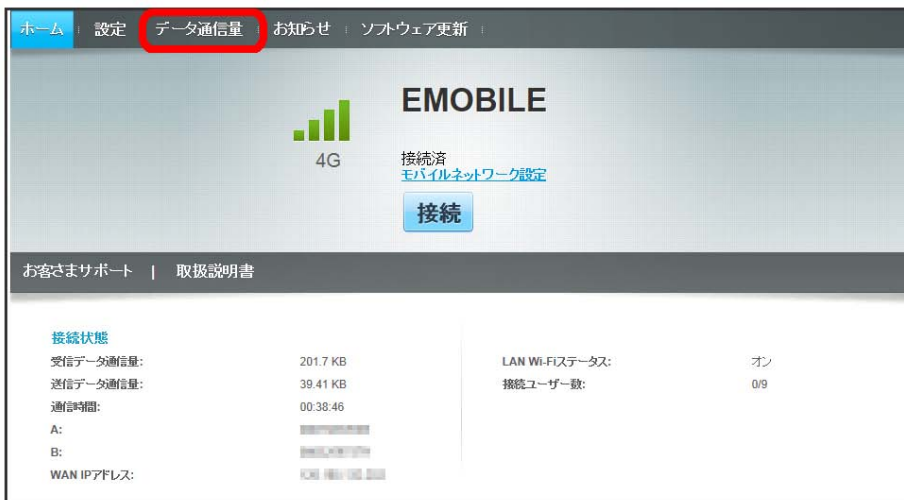 ホーム 設定 データ通信量 お知らせ ソフトウェア更新
EMOBILE
4G
接続済
モバイルネットワーク設定
接続
お客さまサポート | 取扱説明書
接続状態
受信データ通信量: 201.7 KB LAN Wi-Fiステータス: オン
送信データ通信量: 39.41 KB 接続ユーザー数: 0/9
通信時間: 00:38:46
A:
B:
WAN IPアドレス: